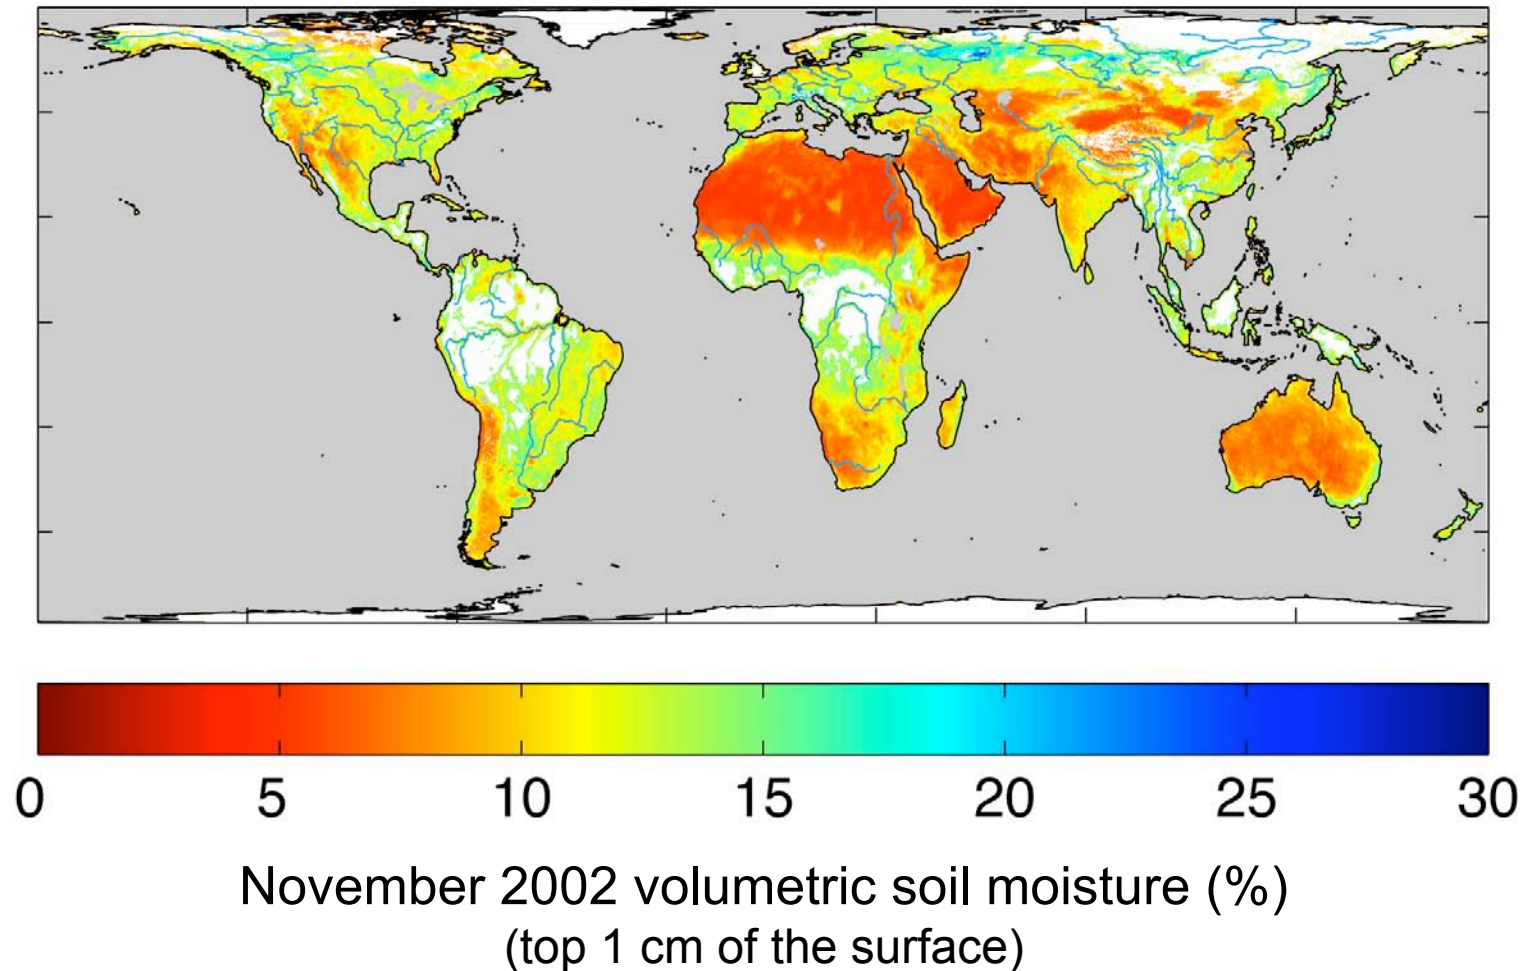 0 5 10 15 20 25 30
November 2002 volumetric soil moisture (%)
(top 1 cm of the surface)